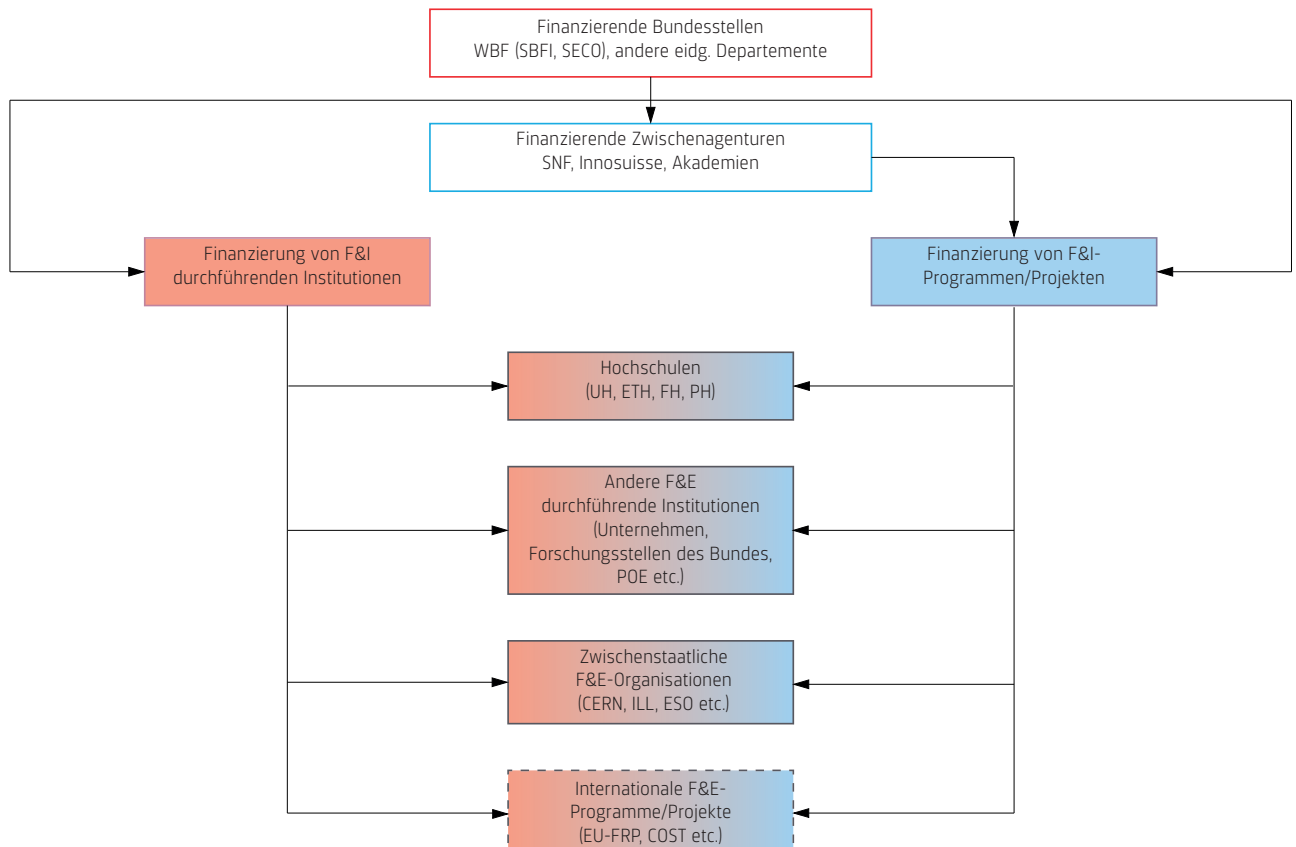 Finanzierende Bundesstellen
WBF (SBFI, SECO), andere eidg. Departemente
Finanzierende Zwischenagenturen
SNF, Innosuisse, Akademien
Finanzierung von F&I
durchführenden Institutionen
Finanzierung von F&I-
Programmen/Projekten
Hochschulen
(UH, ETH, FH, PH)
Andere F&E
durchführende Institutionen
(Unternehmen,
Forschungsstellen des Bundes,
POE etc.)
Zwischenstaatliche
F&E-Organisationen
(CERN, ILL, ESO etc.)
Internationale F&E-
Programme/Projekte
(EU-FRP, COST etc.)